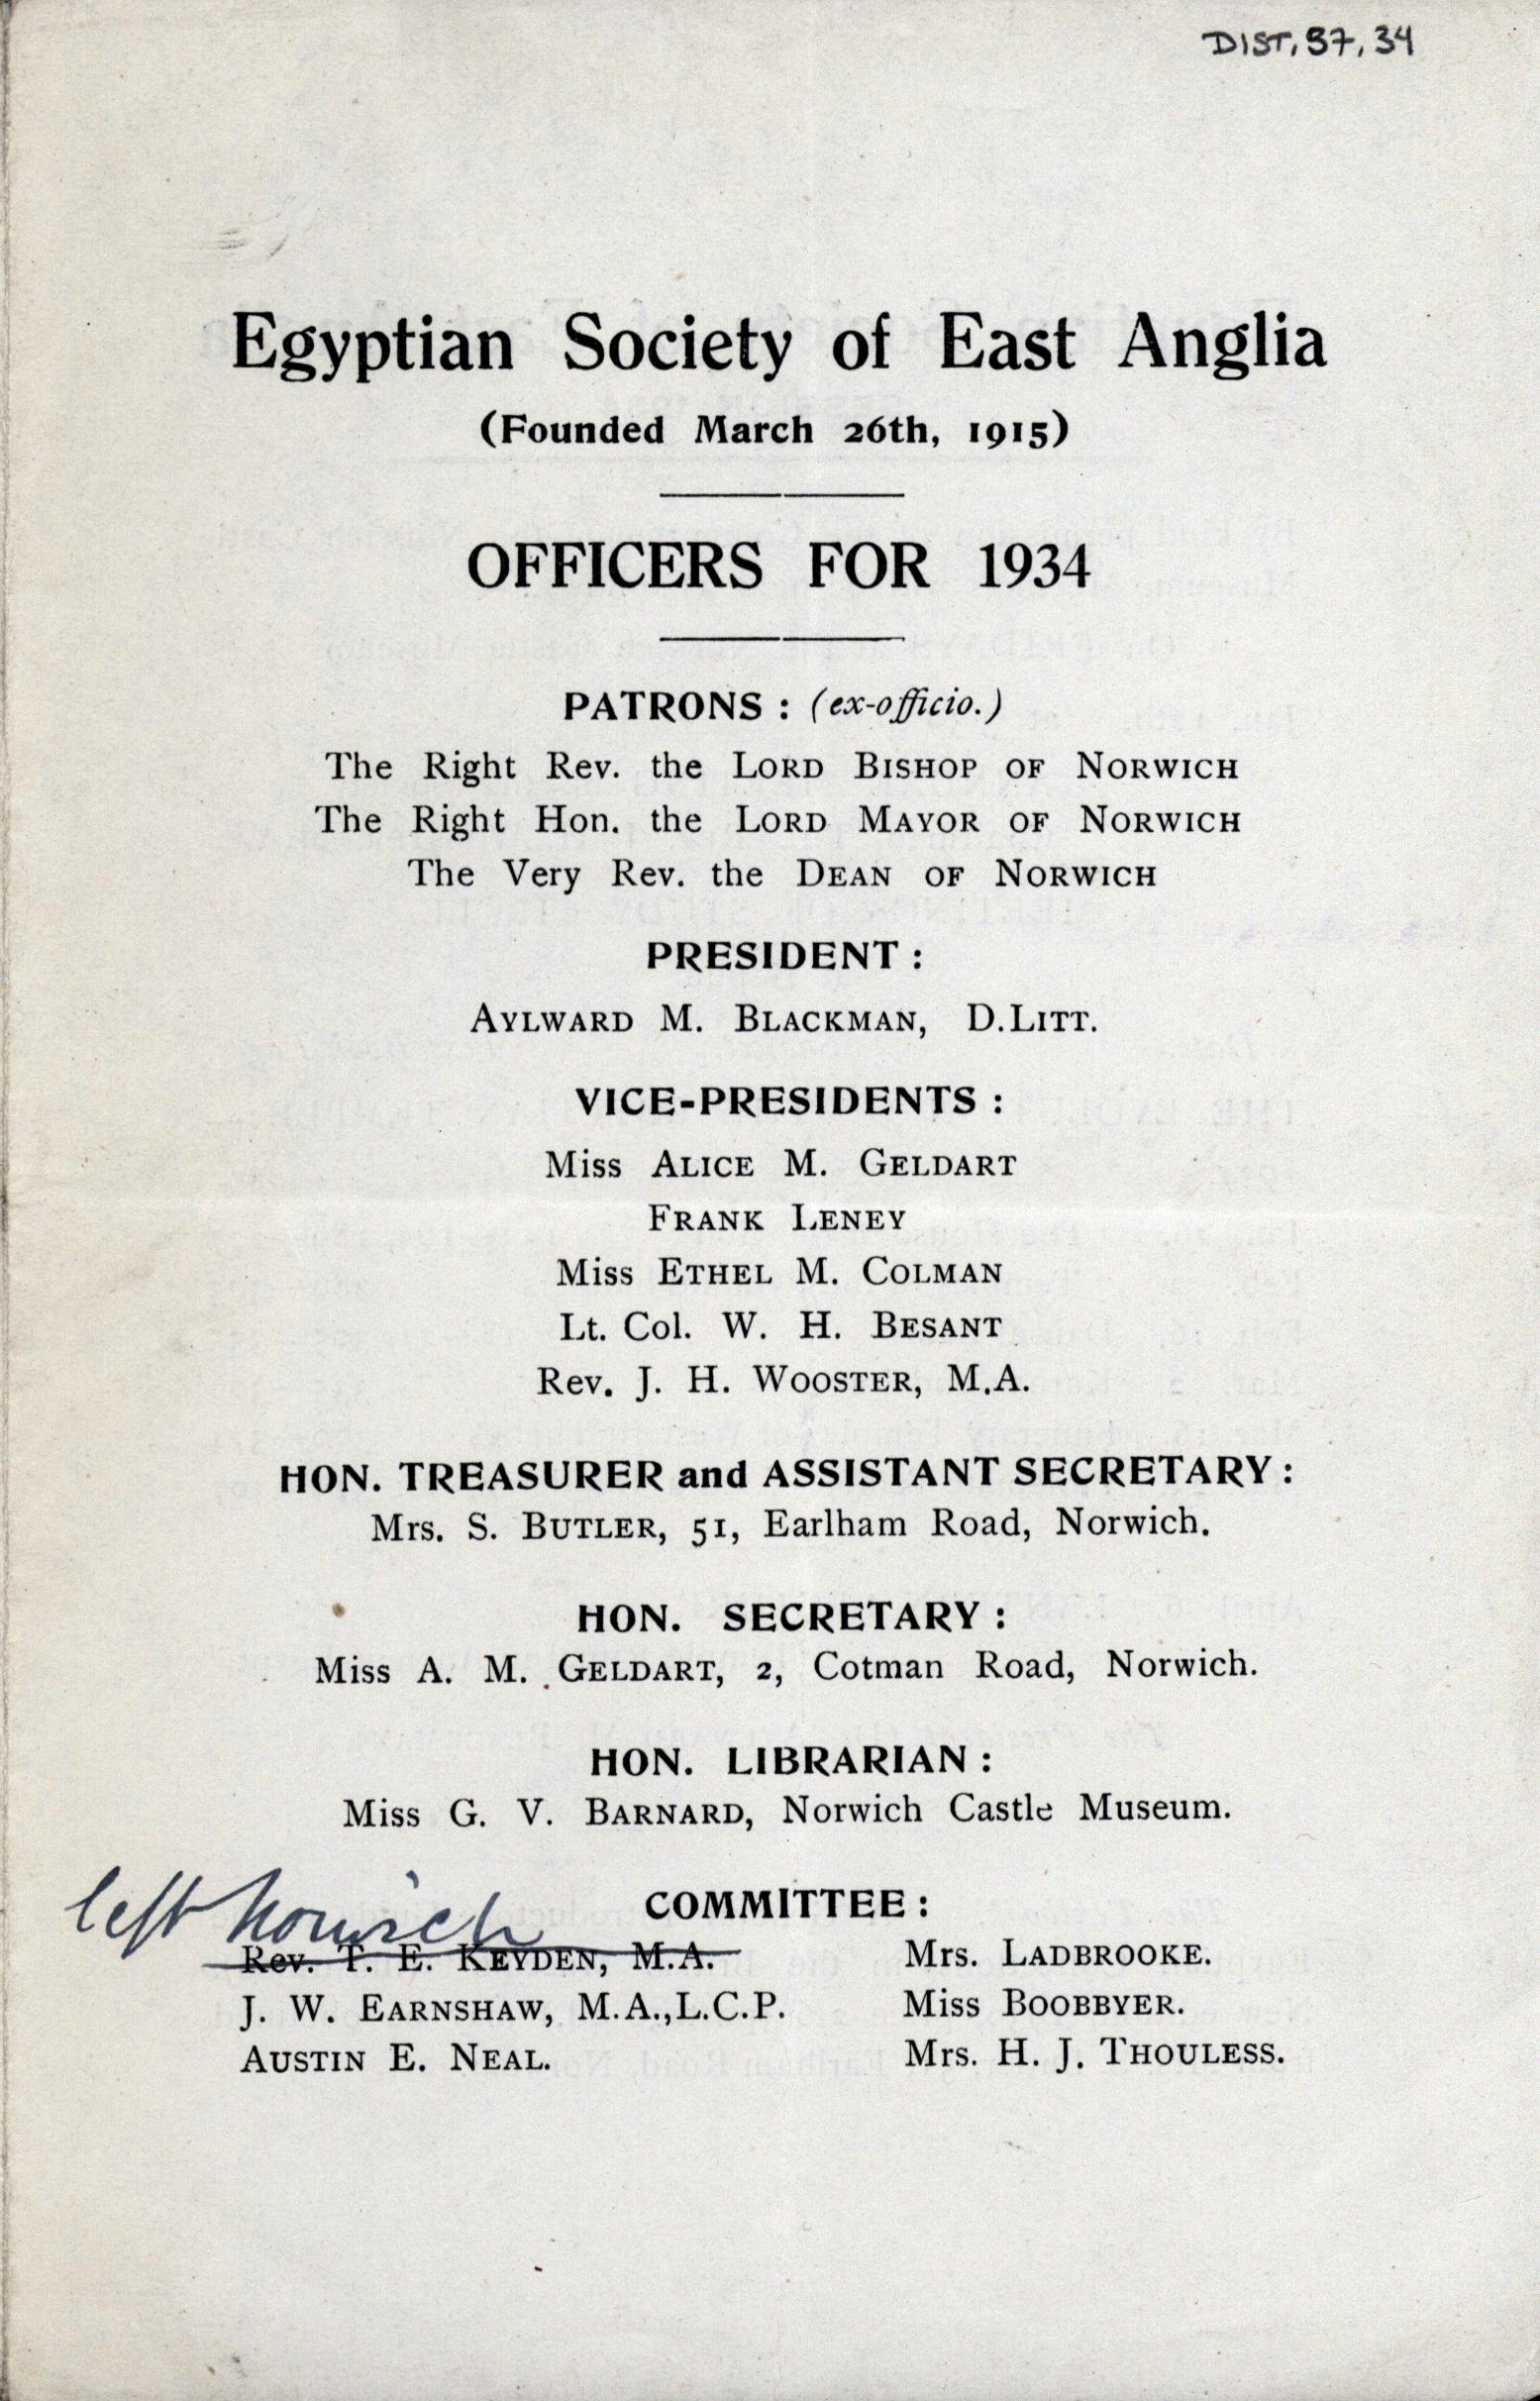 DIST.37.34
Egyptian Society of East Anglia
(Founded March 26th, 1915)
OFFICERS FOR 1934
PATRONS : (ex-officio.)
The Right Rev. the LORD BISHOP OF NORWICH
The Right Hon. the LORD MAYOR OF NORWICH
The Very Rev. the DEAN OF NORWICH
PRESIDENT :
AYLWARD M. BLACKMAN, D.LITT.
VICE-PRESIDENTS :
Miss ALICE M. GELDART
FRANK LENEY
Miss ETHEL M. COLMAN
Lt. Col. W. H. BESANT
Rev. J. H. WOOSTER, M.A.
HON. TREASURER and ASSISTANT SECRETARY :
Mrs. S. BUTLER, 51, Earlham Road, Norwich.
HON. SECRETARY :
Miss A. M. GELDART, 2, Cotman Road, Norwich.
HON. LIBRARIAN :
Miss G. V. BARNARD, Norwich Castle Museum.
COMMITTEE :
left Norwich
Rev. T. E. KEYDEN, M.A.
J. W. EARNSHAW, M.A., L.C.P.
AUSTIN E. NEAL.
Mrs. LADBROOKE.
Miss BOOBBYER.
Mrs. H. J. THOULESS.